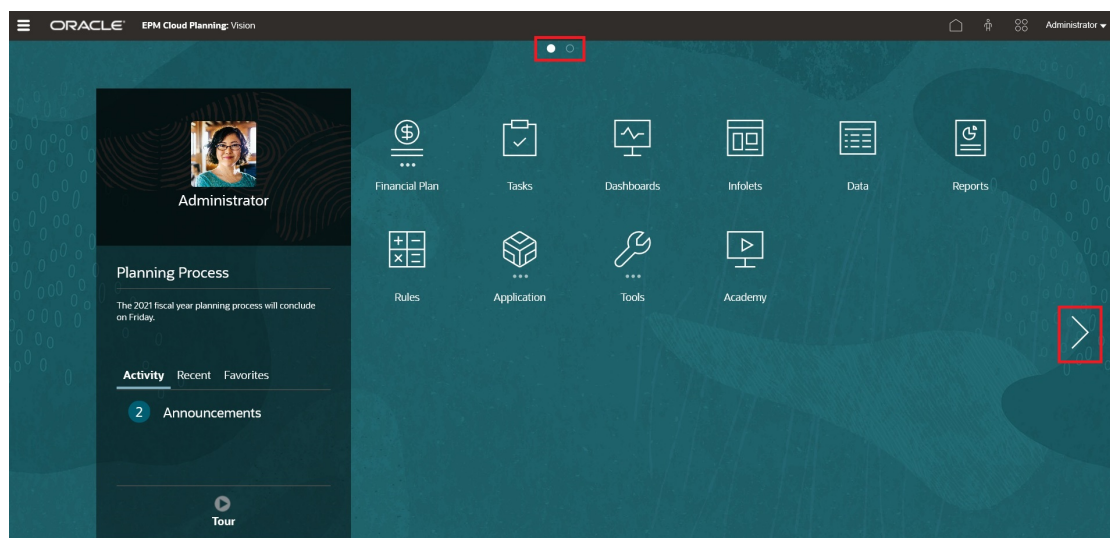 ORACLE EPM Cloud Planning: Vision Administrator
Administrator
Planning Process
The 2021 fiscal year planning process will conclude
on Friday.
Activity Recent Favorites
2 Announcements
Tour
Financial Plan Tasks Dashboards Infolets Data Reports
Rules Application Tools Academy